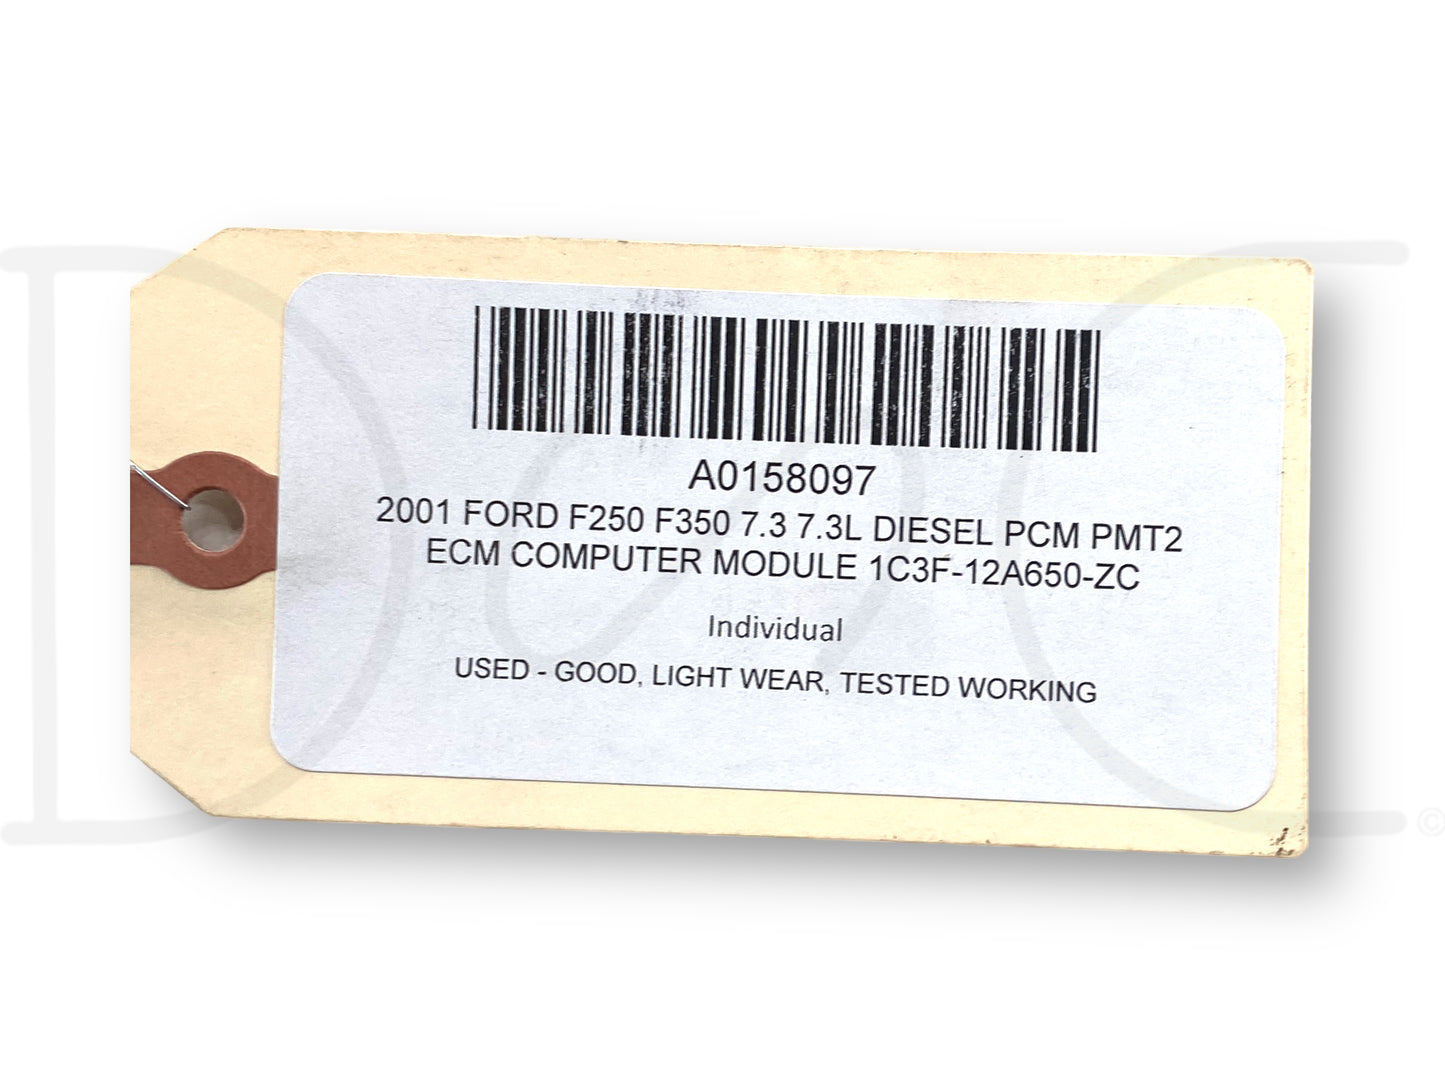 A0158097
2001 FORD F250 F350 7.3 7.3L DIESEL PCM PMT2
ECM COMPUTER MODULE 1C3F-12A650-ZC
Individual
USED - GOOD, LIGHT WEAR, TESTED WORKING